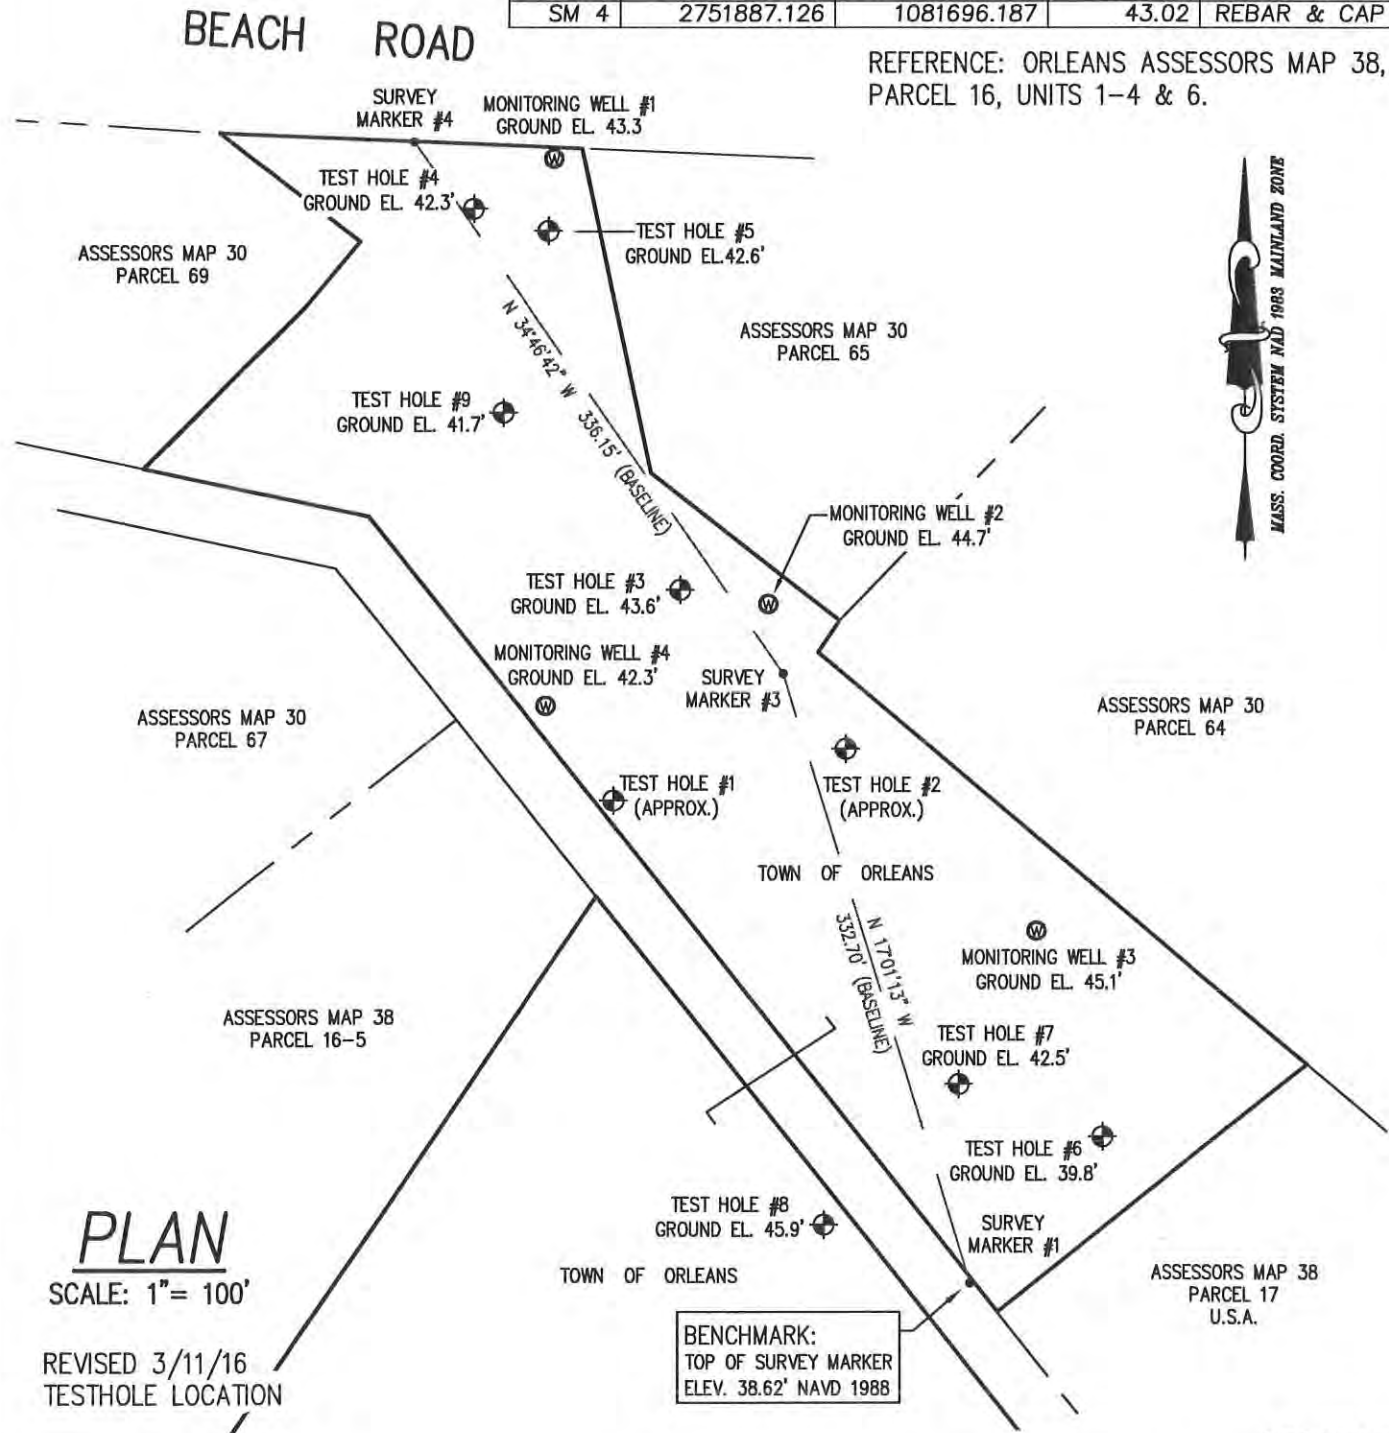 SM 4 2751887.126 1081696.187 43.02 REBAR & CAP
BEACH ROAD
REFERENCE: ORLEANS ASSESSORS MAP 38,
PARCEL 16, UNITS 1-4 & 6.
SURVEY
MARKER #4
MONITORING WELL #1
GROUND EL. 43.3'
TEST HOLE #4
GROUND EL. 42.3'
TEST HOLE #5
GROUND EL.42.6'
ASSESSORS MAP 30
PARCEL 69
MASS. COORD. SYSTEM NAD 1983 MAINLAND ZONE
N 34°46'42" W 336.15' (BASELINE)
ASSESSORS MAP 30
PARCEL 65
TEST HOLE #9
GROUND EL. 41.7'
MONITORING WELL #2
GROUND EL. 44.7'
W
TEST HOLE #3
GROUND EL. 43.6'
W
MONITORING WELL #4
GROUND EL. 42.3'
W
SURVEY
MARKER #3
ASSESSORS MAP 30
PARCEL 67
ASSESSORS MAP 30
PARCEL 64
TEST HOLE #1
(APPROX.)
TEST HOLE #2
(APPROX.)
TOWN OF ORLEANS
N 17°01'13" W
332.70' (BASELINE)
W
MONITORING WELL #3
GROUND EL. 45.1'
ASSESSORS MAP 38
PARCEL 16-5
TEST HOLE #7
GROUND EL. 42.5'
TEST HOLE #6
GROUND EL. 39.8'
TEST HOLE #8
GROUND EL. 45.9'
SURVEY
MARKER #1
TOWN OF ORLEANS
ASSESSORS MAP 38
PARCEL 17
U.S.A.
PLAN
SCALE: 1"= 100'
BENCHMARK:
TOP OF SURVEY MARKER
ELEV. 38.62' NAVD 1988
REVISED 3/11/16
TESTHOLE LOCATION